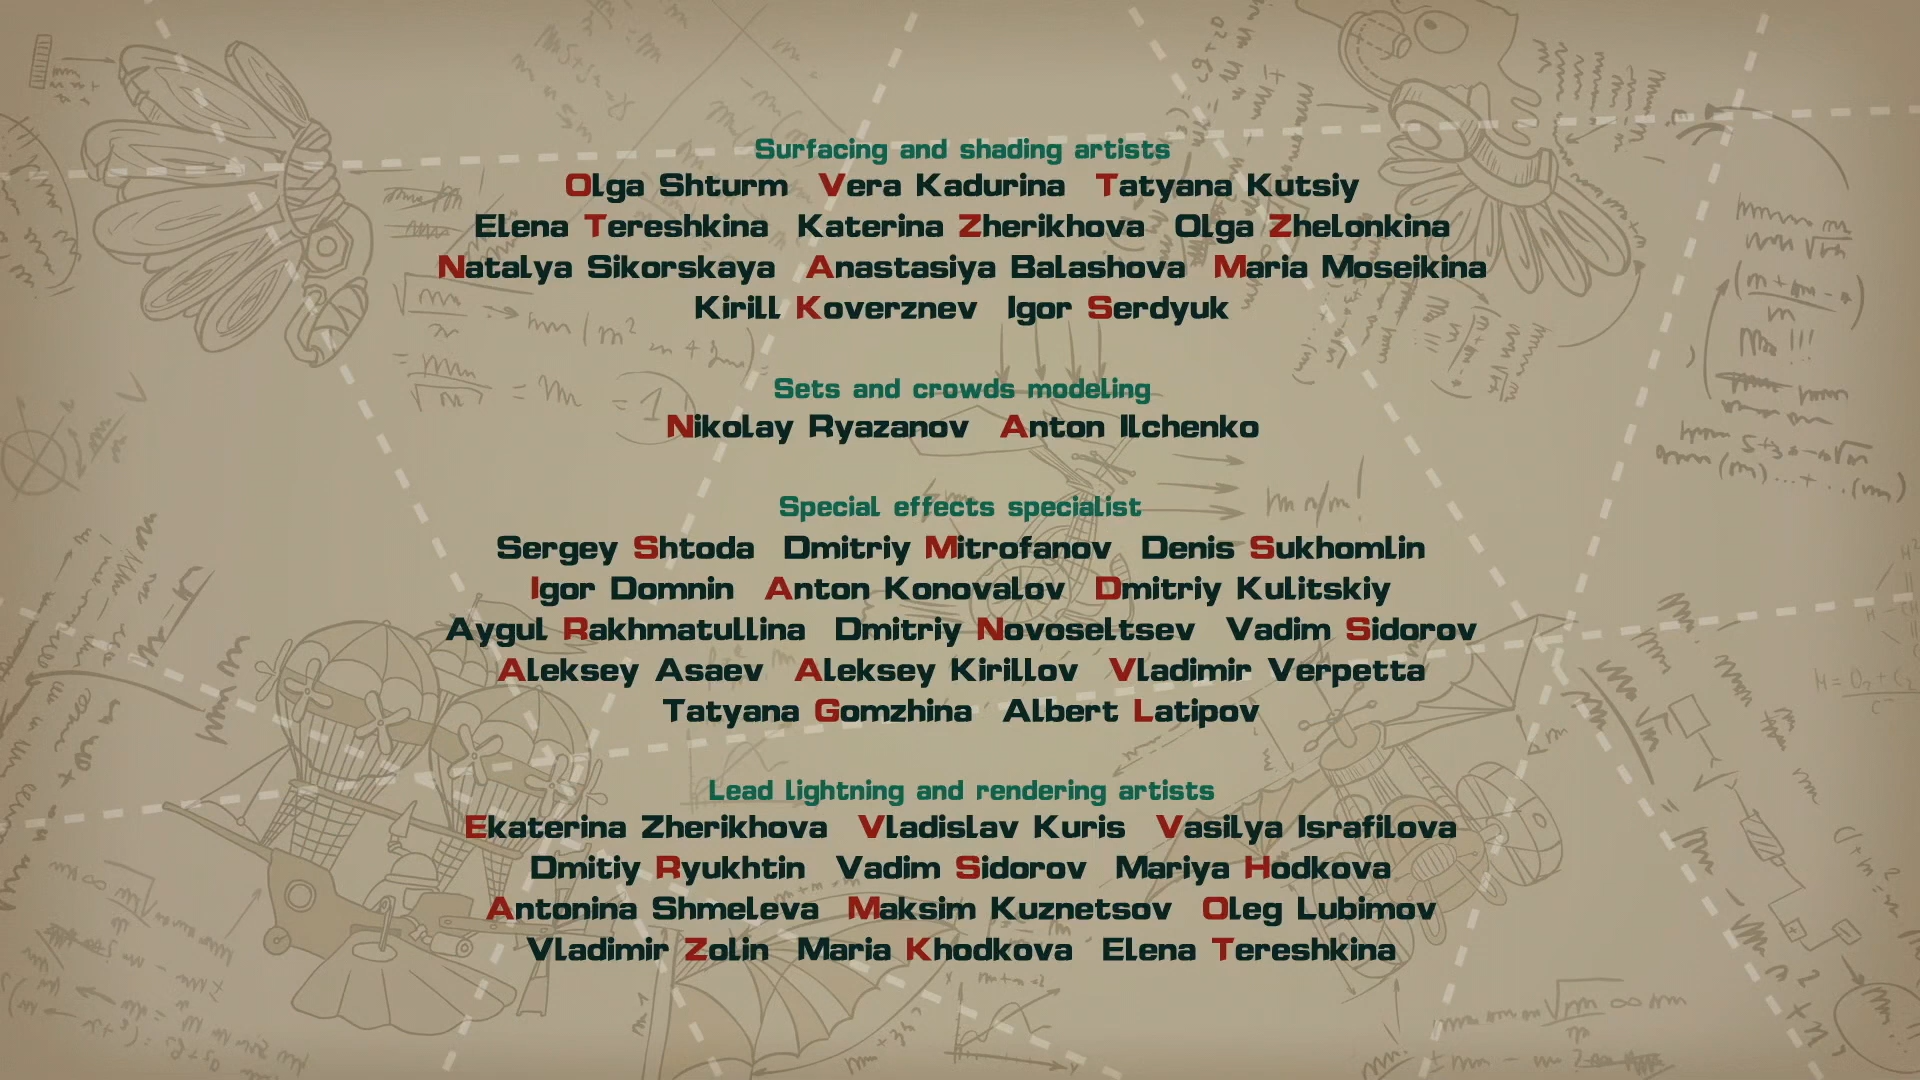 Surfacing and shading artists
Olga Shturm Vera Kadurina Tatyana Kutsiy
Elena Tereshkina Katerina Zherikhova Olga Zhelonkina
Natalya Sikorskaya Anastasiya Balashova Maria Moseikina
Kirill Koverznev Igor Serdyuk
Sets and crowds modeling
Nikolay Ryazanov Anton Ilchenko
Special effects specialist
Sergey Shtoda Dmitriy Mitrofanov Denis Sukhomlin
Igor Domnin Anton Konovalov Dmitriy Kulitskiy
Aygul Rakhmatullina Dmitriy Novoseltsev Vadim Sidorov
Aleksey Asaev Aleksey Kirillov Vladimir Verpetta
Tatyana Gomzhina Albert Latipov
Lead lightning and rendering artists
Ekaterina Zherikhova Vladislav Kuris Vasilya Israfilova
Dmitiy Ryukhtin Vadim Sidorov Mariya Hodkova
Antonina Shmeleva Maksim Kuznetsov Oleg Lubimov
Vladimir Zolin Maria Khodkova Elena Tereshkina